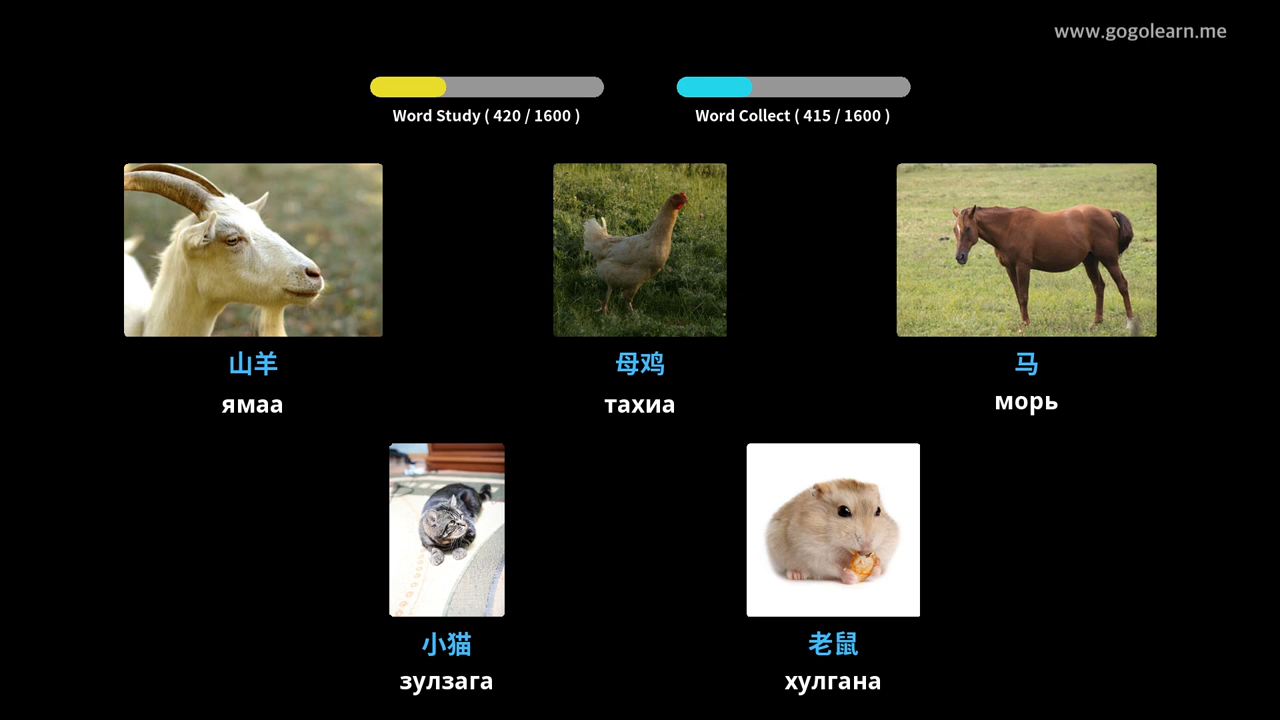 www.gogolearn.me
Word Study ( 420 / 1600 )
Word Collect ( 415 / 1600 )
山羊
母鸡
马
ямаа
тахиа
морь
小猫
老鼠
зулзага
хулгана